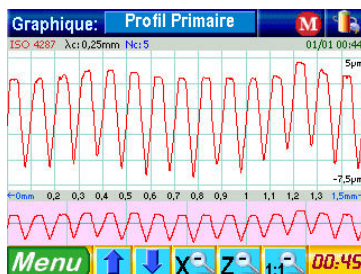 Graphique: Profil Primaire M
ISO 4287 λc: 0,25mm Nc: 5 01/01 00:44
5µm
-7,5µm
←0mm 0,2 0,3 0,4 0,5 0,6 0,7 0,8 0,9 1 1,1 1,2 1,3 1,5mm→
Menu X Z 1:1 00:45